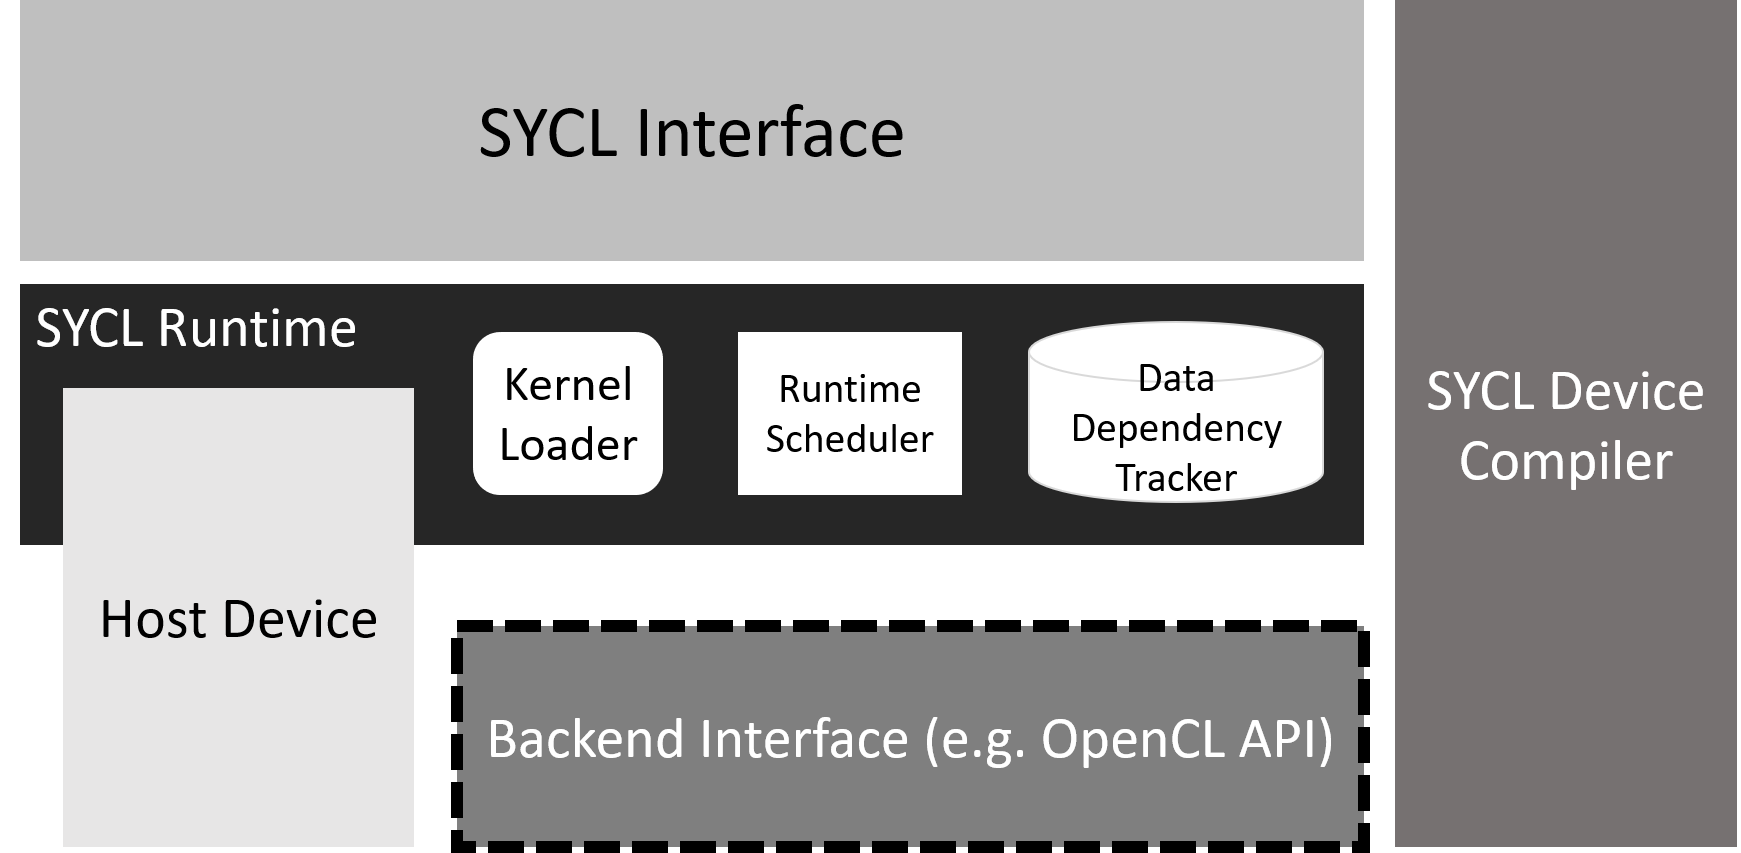 SYCL Interface
SYCL Runtime
Kernel
Loader
Runtime
Scheduler
Data
Dependency
Tracker
SYCL Device
Compiler
Host Device
Backend Interface (e.g. OpenCL API)